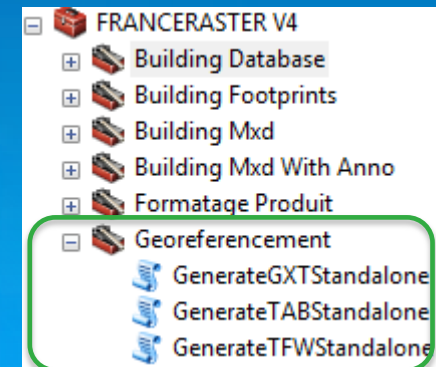 FRANCERASTER V4
Building Database
Building Footprints
Building Mxd
Building Mxd With Anno
Formatage Produit
Georeferencement
GenerateGXTStandalone
GenerateTABStandalone
GenerateTFWStandalone